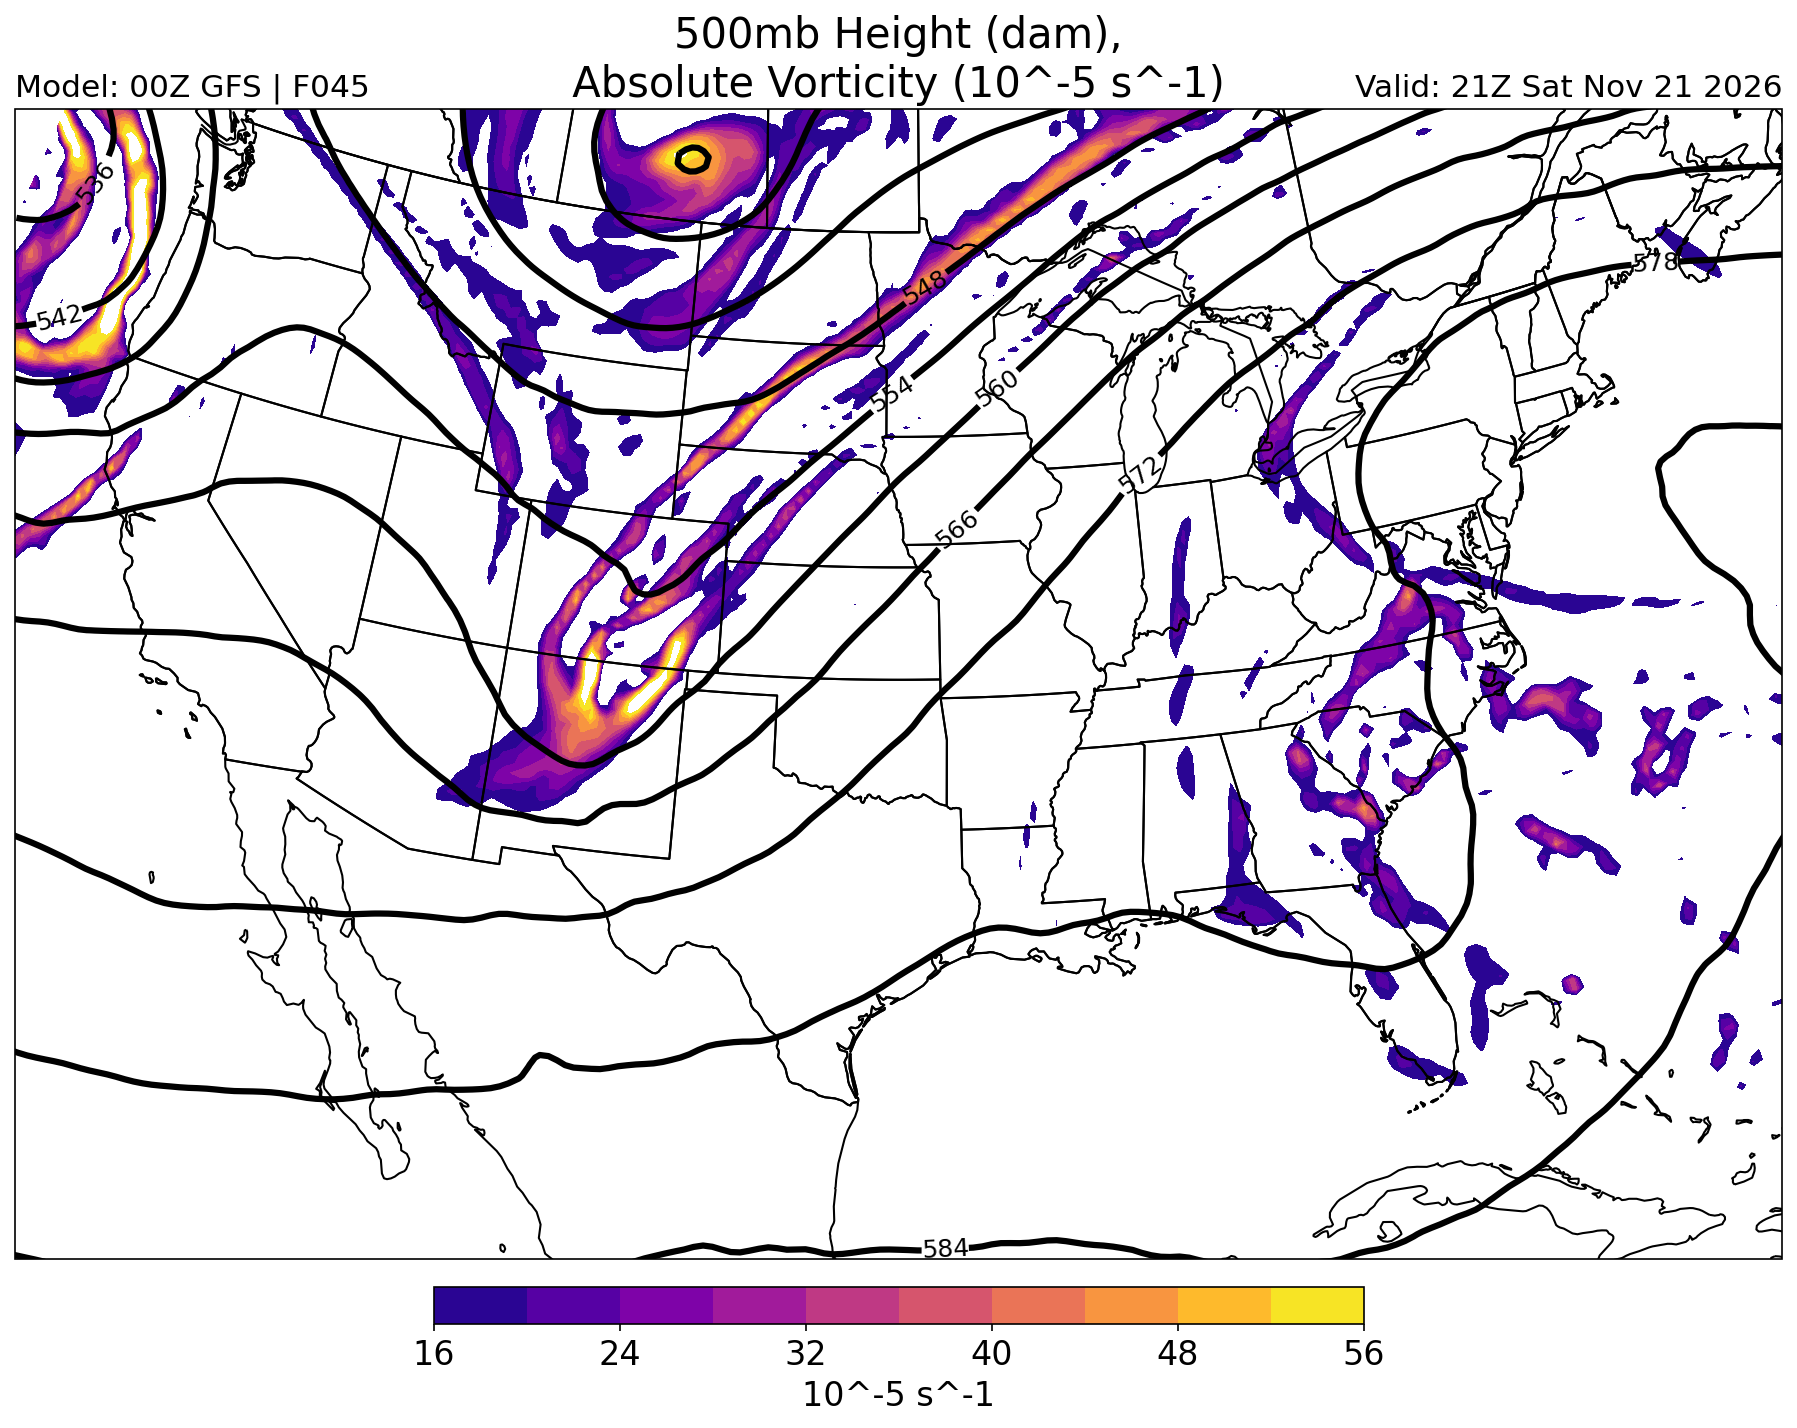 500mb Height (dam),
Model: 00Z GFS | F045
Absolute Vorticity (10^-5 s^-1)
Valid: 21Z Sat Nov 21 2026
536
542
548
554
560
566
572
578
584
16 24 32 40 48 56
10^-5 s^-1